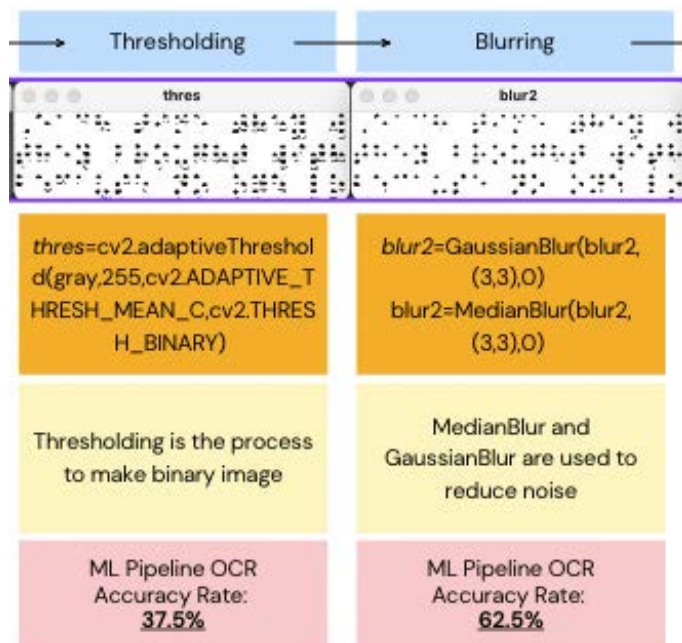 Thresholding
Blurring
thres
blur2
thres=cv2.adaptiveThreshol
d(gray,255,cv2.ADAPTIVE_T
HRESH_MEAN_C,cv2.THRES
H_BINARY)
blur2=GaussianBlur(blur2,
(3,3),0)
blur2=MedianBlur(blur2,
(3,3),0)
Thresholding is the process
to make binary image
MedianBlur and
GaussianBlur are used to
reduce noise
ML Pipeline OCR
Accuracy Rate:
37.5%
ML Pipeline OCR
Accuracy Rate:
62.5%